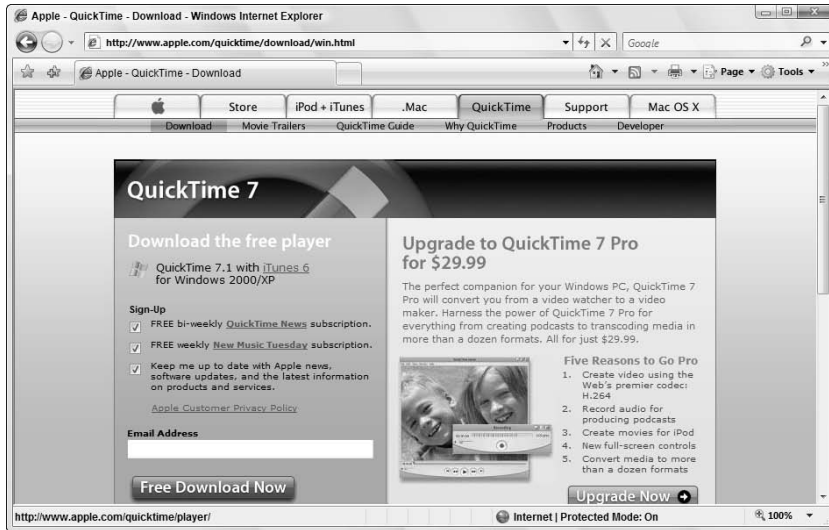 Apple - QuickTime - Download - Windows Internet Explorer
http://www.apple.com/quicktime/download/win.html
Google
Apple - QuickTime - Download
Page
Tools
Store
iPod + iTunes
.Mac
QuickTime
Support
Mac OS X
Download
Movie Trailers
QuickTime Guide
Why QuickTime
Products
Developer
QuickTime 7
Download the free player
QuickTime 7.1 with iTunes 6
for Windows 2000/XP
Sign-Up
FREE bi-weekly QuickTime News subscription.
FREE weekly New Music Tuesday subscription.
Keep me up to date with Apple news,
software updates, and the latest information
on products and services.
Apple Customer Privacy Policy
Email Address
Free Download Now
Upgrade to QuickTime 7 Pro
for $29.99
The perfect companion for your Windows PC, QuickTime 7
Pro will convert you from a video watcher to a video
maker. Harness the power of QuickTime 7 Pro for
everything from creating podcasts to transcoding media in
more than a dozen formats. All for just $29.99.
Five Reasons to Go Pro
1. Create video using the
Web's premier codec:
H.264
2. Record audio for
producing podcasts
3. Create movies for iPod
4. New full-screen controls
5. Convert media to more
than a dozen formats
Upgrade Now
http://www.apple.com/quicktime/player/
Internet | Protected Mode: On
100%